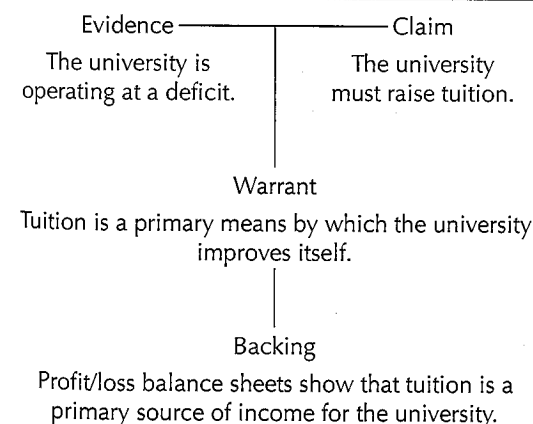 Evidence Claim
The university is The university
operating at a deficit. must raise tuition.
Warrant
Tuition is a primary means by which the university
improves itself.
Backing
Profit/loss balance sheets show that tuition is a
primary source of income for the university.